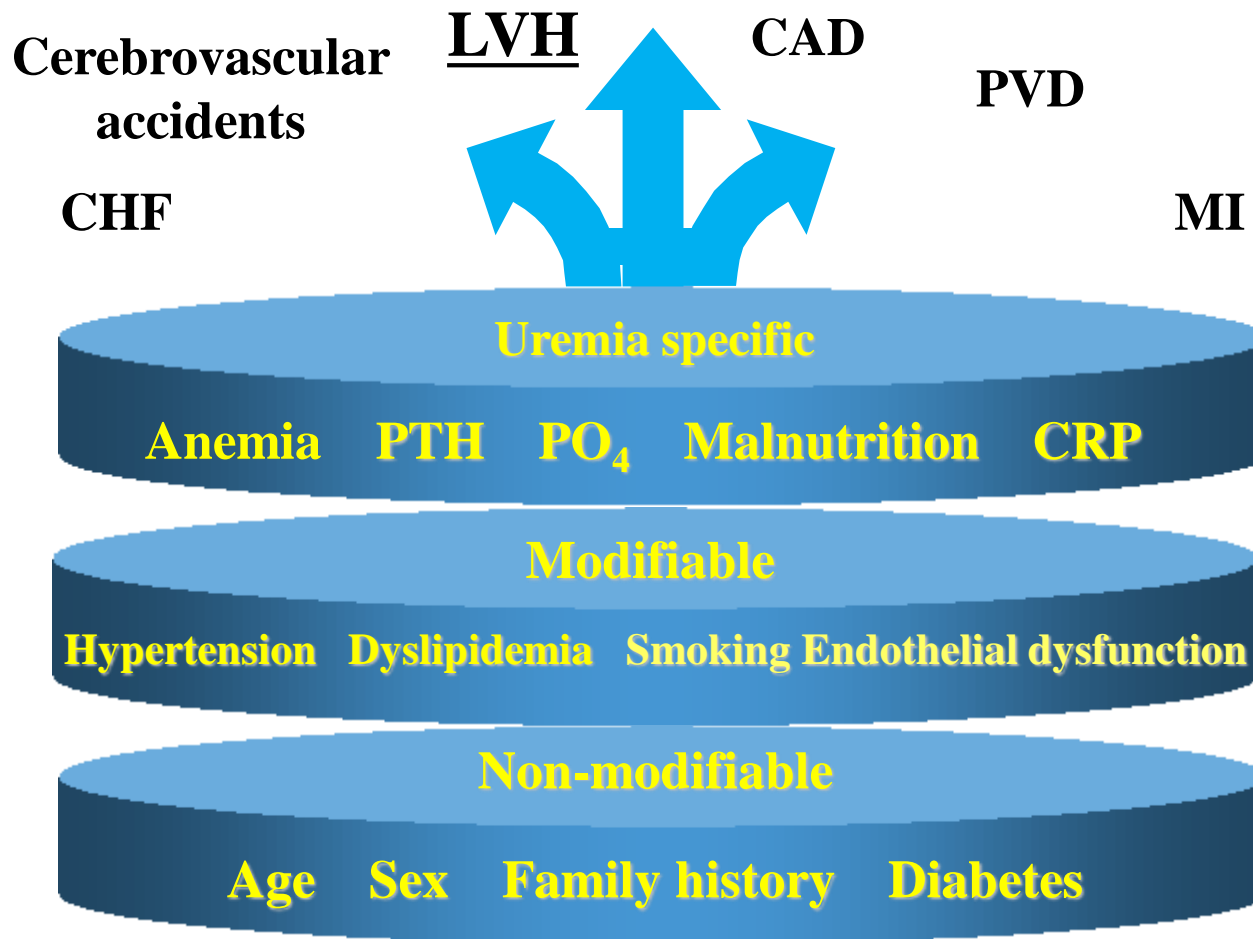 LVH
CAD
Cerebrovascular
accidents
PVD
CHF
MI
Uremia specific
Anemia PTH PO₄ Malnutrition CRP
Modifiable
Hypertension Dyslipidemia Smoking Endothelial dysfunction
Non-modifiable
Age Sex Family history Diabetes